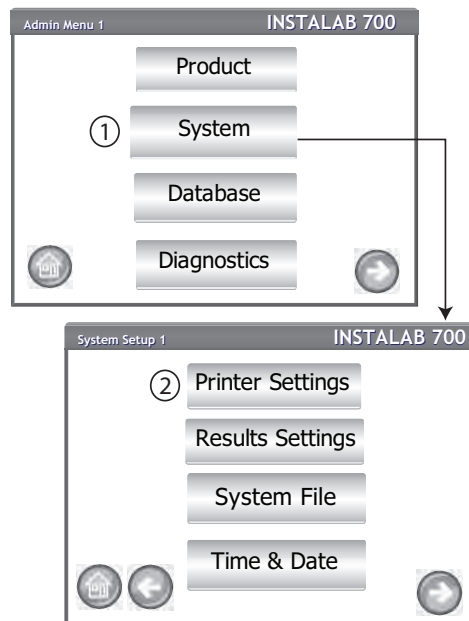 Admin Menu 1 INSTALAB 700
Product
① System
Database
Diagnostics
System Setup 1 INSTALAB 700
② Printer Settings
Results Settings
System File
Time & Date